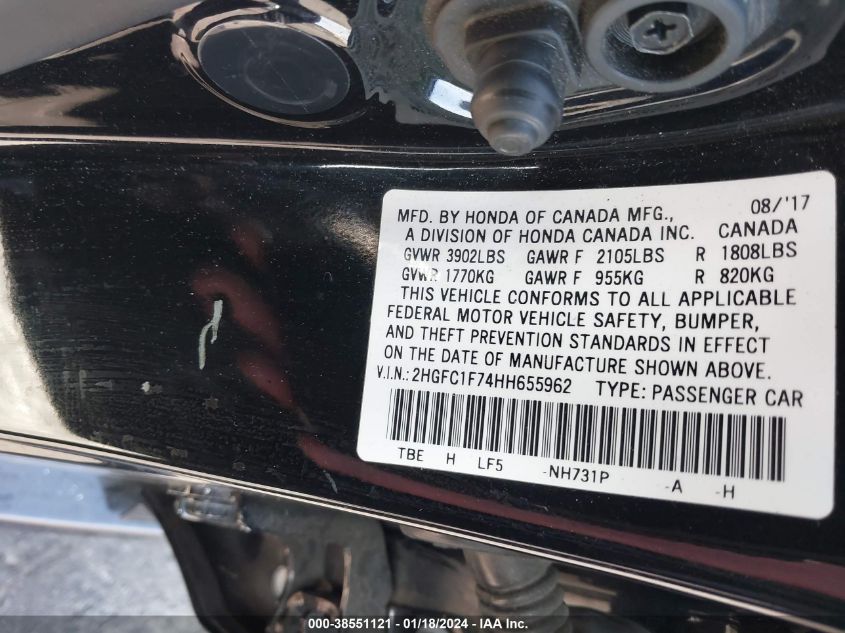 08/'17
MFD. BY HONDA OF CANADA MFG.,
A DIVISION OF HONDA CANADA INC. CANADA
GVWR 3902LBS GAWR F 2105LBS R 1808LBS
GVWR 1770KG GAWR F 955KG R 820KG
THIS VEHICLE CONFORMS TO ALL APPLICABLE
FEDERAL MOTOR VEHICLE SAFETY, BUMPER,
AND THEFT PREVENTION STANDARDS IN EFFECT
ON THE DATE OF MANUFACTURE SHOWN ABOVE.
V.I.N.: 2HGFC1F74HH655962 TYPE: PASSENGER CAR
TBE H LF5 -NH731P -A -H
000-38551121 - 01/18/2024 - IAA Inc.